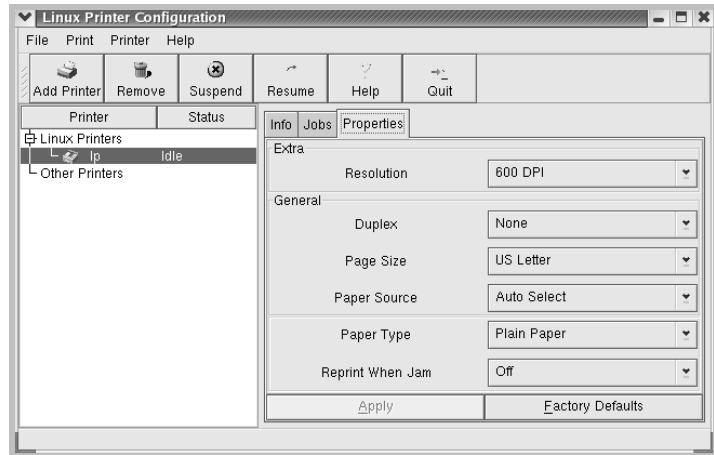 Linux Printer Configuration
File Print Printer Help
Add Printer Remove Suspend Resume Help Quit
Printer Status
Linux Printers
lp Idle
Other Printers
Info Jobs Properties
Extra
Resolution 600 DPI
General
Duplex None
Page Size US Letter
Paper Source Auto Select
Paper Type Plain Paper
Reprint When Jam Off
Apply Factory Defaults